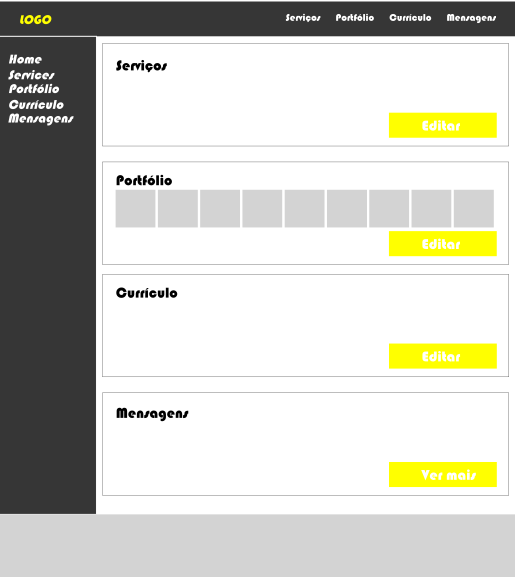 LOGO
Serviços Portfólio Currículo Mensagens
Home
Services
Portfólio
Currículo
Mensagens
Serviços
Editar
Portfólio
Editar
Currículo
Editar
Mensagens
Ver mais